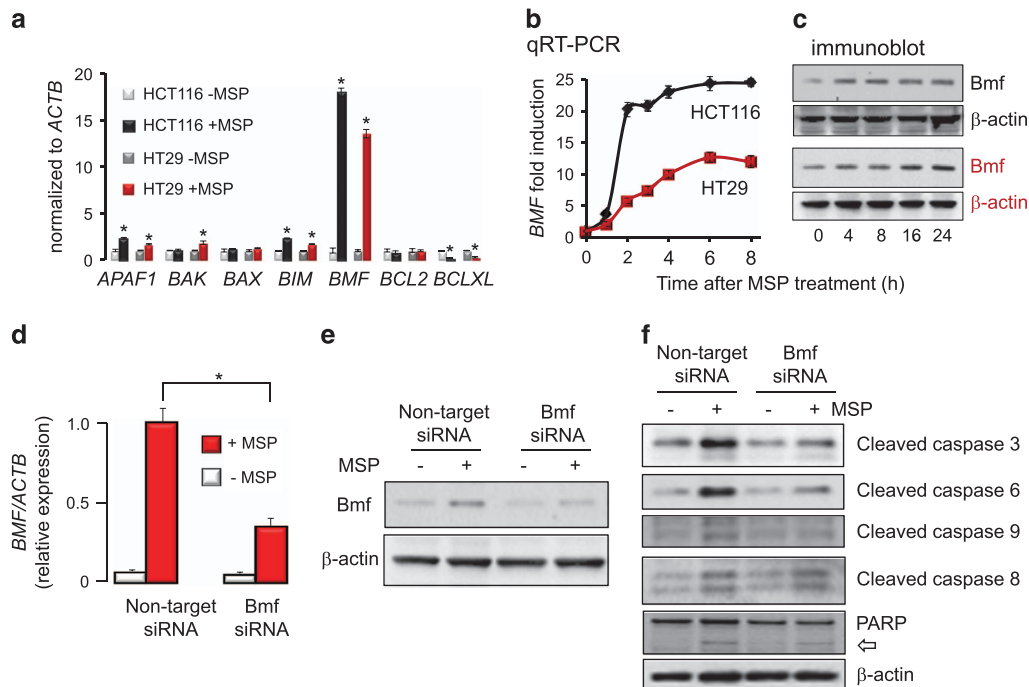 a
normalized to ACTB
20
15
10
5
0
HCT116 -MSP
HCT116 +MSP
HT29 -MSP
HT29 +MSP
* * * * * * * * *
APAF1 BAK BAX BIM BMF BCL2 BCLXL
b
qRT-PCR
BMF fold induction
25
20
15
10
5
0
HCT116
HT29
0 2 4 6 8
Time after MSP treatment (h)
c
immunoblot
Bmf
β-actin
Bmf
β-actin
0 4 8 16 24
d
BMF/ACTB
(relative expression)
1.0
0.5
0
*
+ MSP
- MSP
Non-target
siRNA
Bmf
siRNA
e
Non-target
siRNA
Bmf
siRNA
MSP - + - +
Bmf
β-actin
f
Non-target
siRNA
Bmf
siRNA
- + - + MSP
Cleaved caspase 3
Cleaved caspase 6
Cleaved caspase 9
Cleaved caspase 8
PARP
β-actin